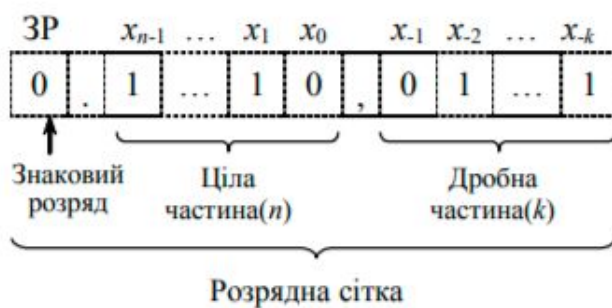 ЗР x_{n-1} … x_1 x_0 x_{-1} x_{-2} … x_{-k}
0 . 1 … 1 0 , 0 1 … 1
Знаковий розряд
Ціла частина(n)
Дробна частина(k)
Розрядна сітка